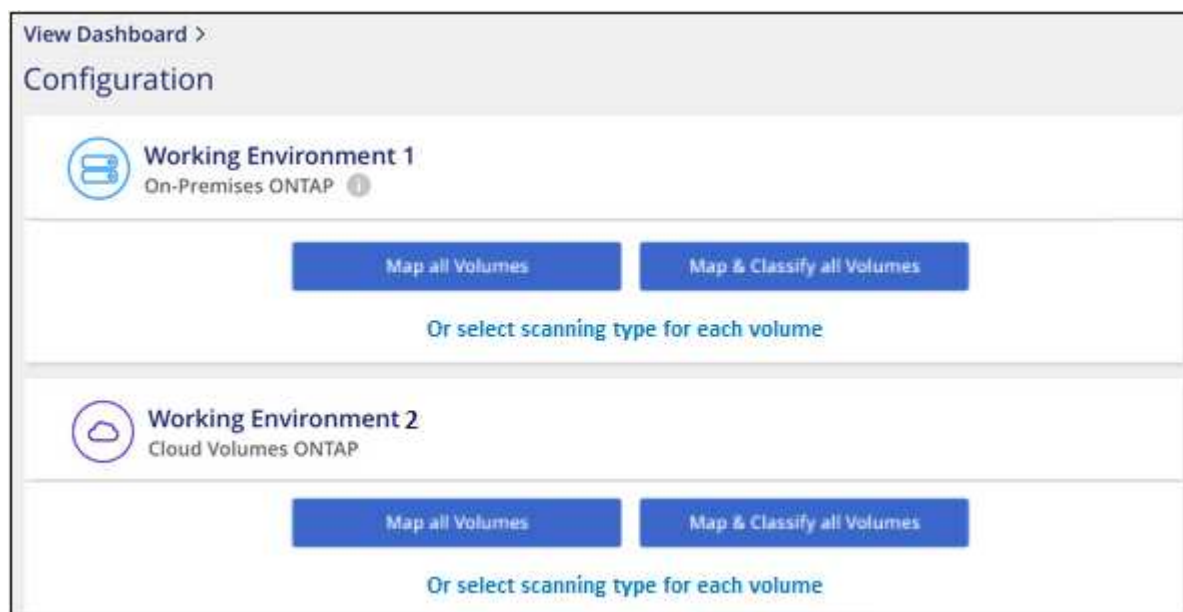 View Dashboard >
Configuration
Working Environment 1
On-Premises ONTAP i
Map all Volumes Map & Classify all Volumes
Or select scanning type for each volume
Working Environment 2
Cloud Volumes ONTAP
Map all Volumes Map & Classify all Volumes
Or select scanning type for each volume